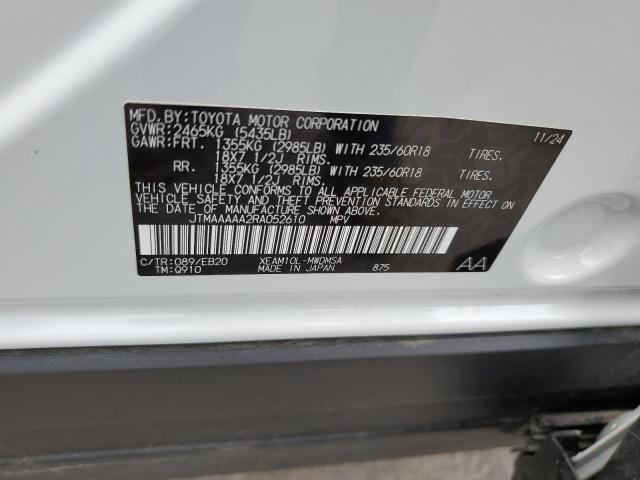 MFD.BY:TOYOTA MOTOR CORPORATION 11/24
GVWR:2465KG (5435LB)
GAWR:FRT. 1355KG (2985LB) WITH 235/60R18 TIRES.
18X7 1/2J RIMS.
RR. 1355KG (2985LB) WITH 235/60R18 TIRES.
18X7 1/2J RIMS.
THIS VEHICLE CONFORMS TO ALL APPLICABLE FEDERAL MOTOR
VEHICLE SAFETY AND THEFT PREVENTION STANDARDS IN EFFECT ON
THE DATE OF MANUFACTURE SHOWN ABOVE.
JTMAAAAA2RA052610 MPV
C/TR:089/EB20 XEAM10L-MWDMSA
TM:Q910 MADE IN JAPAN 875 AA